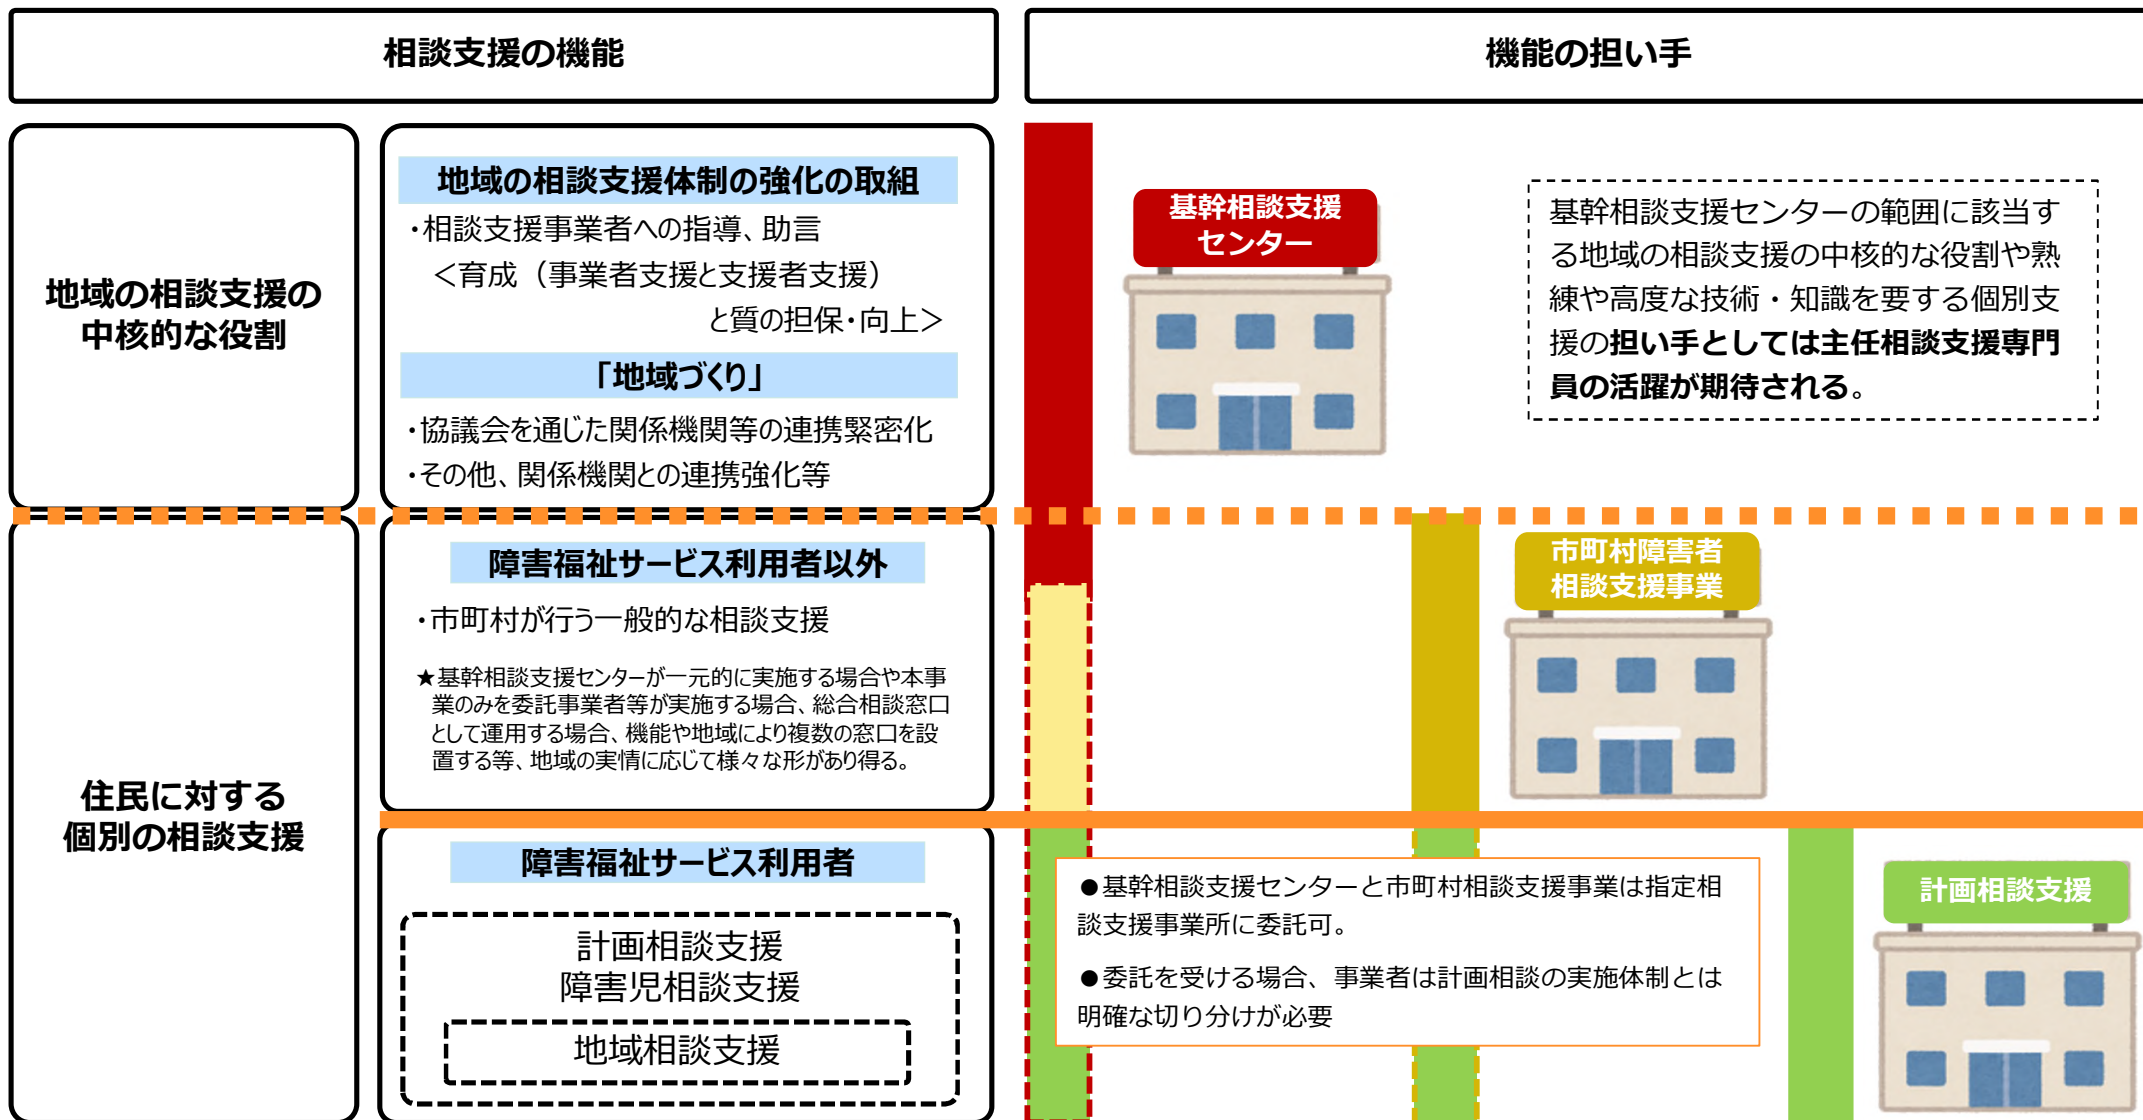 相談支援の機能
機能の担い手
地域の相談支援の
中核的な役割
地域の相談支援体制の強化の取組
・相談支援事業者への指導、助言
＜育成（事業者支援と支援者支援）
と質の担保・向上＞
「地域づくり」
・協議会を通じた関係機関等の連携緊密化
・その他、関係機関との連携強化等
基幹相談支援
センター
基幹相談支援センターの範囲に該当す
る地域の相談支援の中核的な役割や熟
練や高度な技術・知識を要する個別支
援の担い手としては主任相談支援専門
員の活躍が期待される。
住民に対する
個別の相談支援
障害福祉サービス利用者以外
・市町村が行う一般的な相談支援
★基幹相談支援センターが一元的に実施する場合や本事
業のみを委託事業者等が実施する場合、総合相談窓口
として運用する場合、機能や地域により複数の窓口を設
置する等、地域の実情に応じて様々な形があり得る。
市町村障害者
相談支援事業
障害福祉サービス利用者
計画相談支援
障害児相談支援
地域相談支援
●基幹相談支援センターと市町村相談支援事業は指定相
談支援事業所に委託可。
●委託を受ける場合、事業者は計画相談の実施体制とは
明確な切り分けが必要
計画相談支援